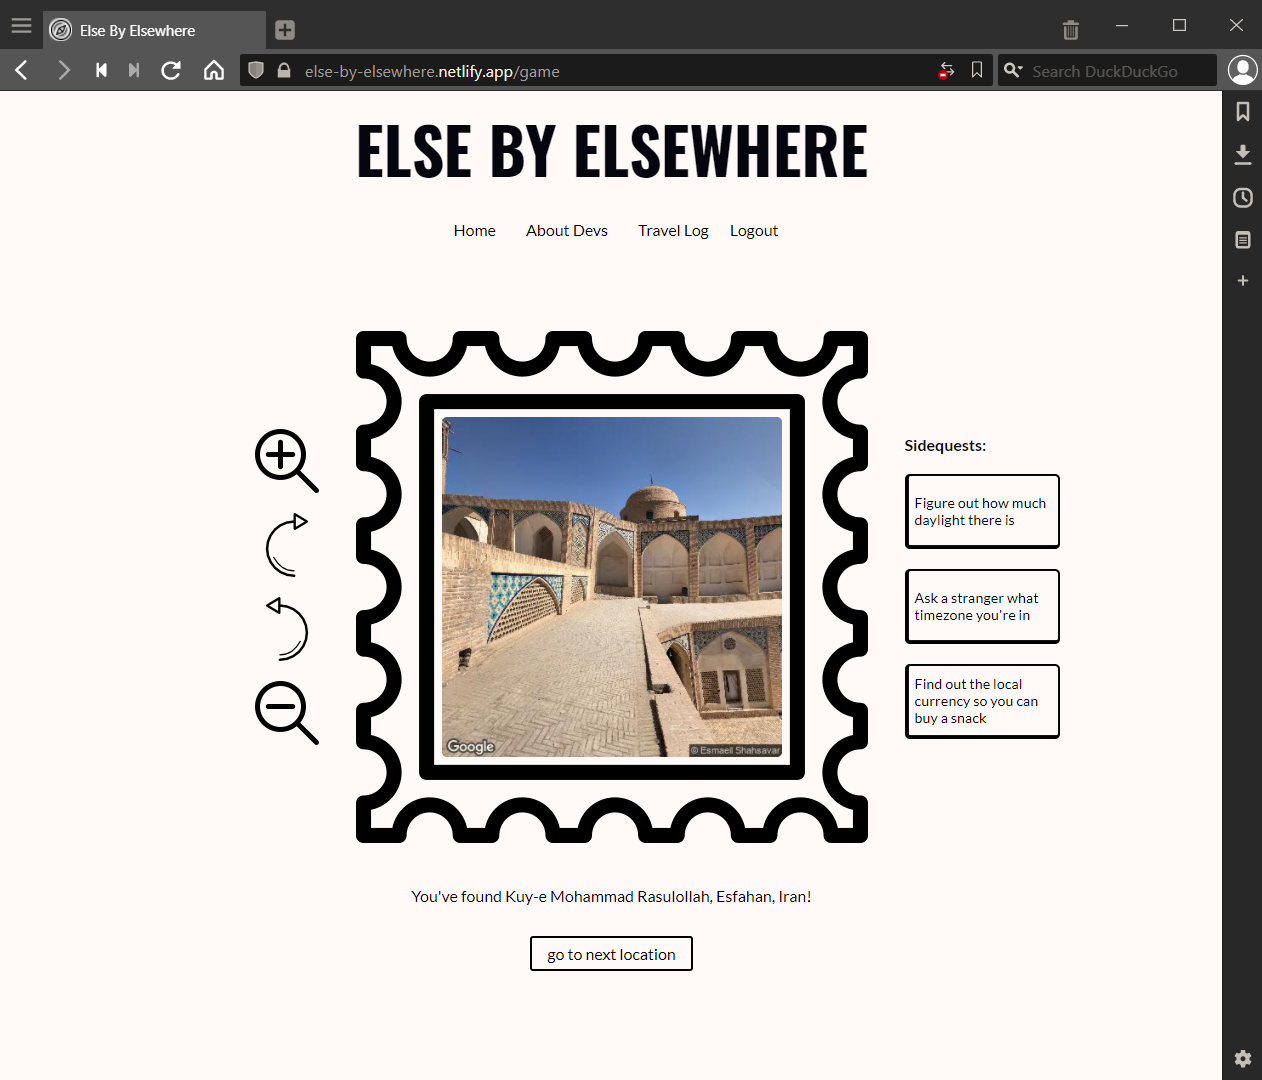 Else By Elsewhere
else-by-elsewhere.netlify.app/game
Search DuckDuckGo
ELSE BY ELSEWHERE
Home About Devs Travel Log Logout
Google
© Esmaeil Shahsavar
Sidequests:
Figure out how much
daylight there is
Ask a stranger what
timezone you're in
Find out the local
currency so you can
buy a snack
You've found Kuy-e Mohammad Rasulollah, Esfahan, Iran!
go to next location